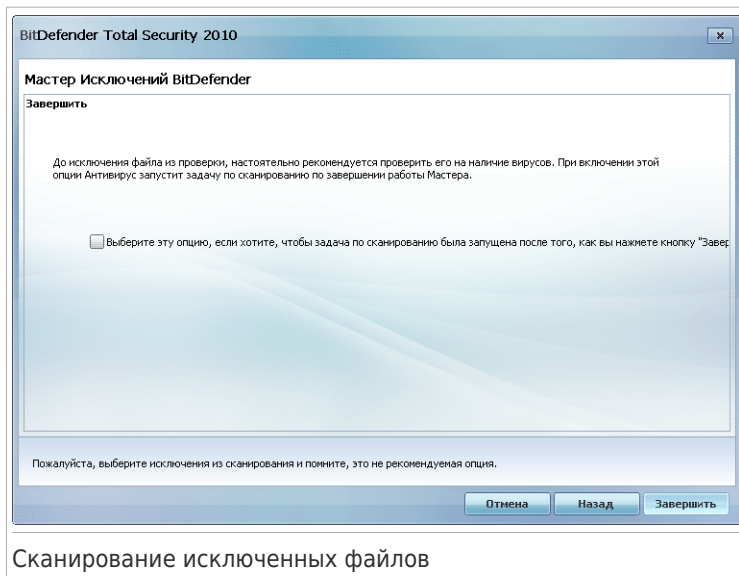 BitDefender Total Security 2010
Мастер Исключений BitDefender
Завершить
До исключения файла из проверки, настоятельно рекомендуется проверить его на наличие вирусов. При включении этой
опции Антивирус запустит задачу по сканированию по завершении работы Мастера.
Выберите эту опцию, если хотите, чтобы задача по сканированию была запущена после того, как вы нажмете кнопку "Завер
Пожалуйста, выберите исключения из сканирования и помните, это не рекомендуемая опция.
Отмена
Назад
Завершить
Сканирование исключенных файлов